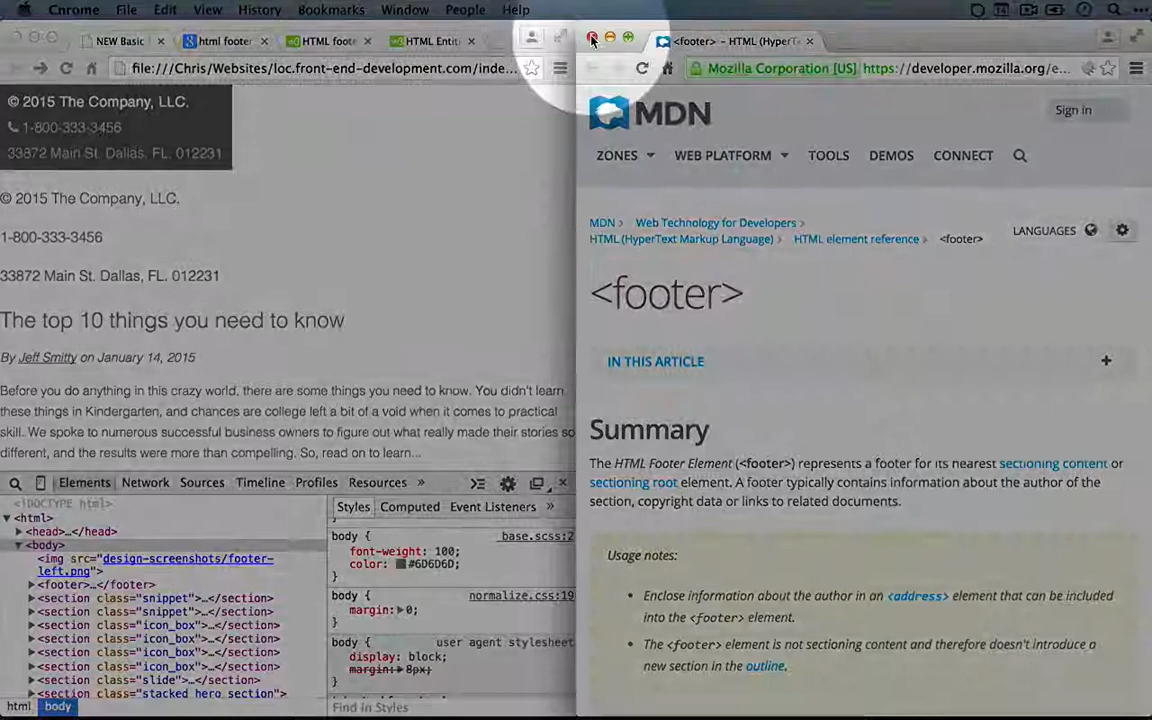 Chrome File Edit View History Bookmarks Window People Help
NEW Basic
html footer
HTML foote
HTML Entit
<footer> - HTML (HyperT
file:///Chris/Websites/loc.front-end-development.com/inde...
Mozilla Corporation [US] https://developer.mozilla.org/e...
© 2015 The Company, LLC.
1-800-333-3456
33872 Main St. Dallas, FL. 012231
© 2015 The Company, LLC.
1-800-333-3456
33872 Main St. Dallas, FL. 012231
The top 10 things you need to know
By Jeff Smitty on January 14, 2015
Before you do anything in this crazy world, there are some things you need to know. You didn't learn
these things in Kindergarten, and chances are college left a bit of a void when it comes to practical
skill. We spoke to numerous successful business owners to figure out what really made their stories so
different, and the results were more than compelling. So, read on to learn...
Elements Network Sources Timeline Profiles Resources »
<!DOCTYPE html>
<html>
<head>…</head>
<body>
<img src="design-screenshots/footer-
left.png">
<footer>…</footer>
<section class="snippet">…</section>
<section class="snippet">…</section>
<section class="icon_box">…</section>
<section class="icon_box">…</section>
<section class="icon_box">…</section>
<section class="slide">…</section>
<section class="stacked hero section">
html body
Styles Computed Event Listeners »
body { base.scss:2
font-weight: 100;
color: #6D6D6D;
}
body { normalize.css:19
margin: 0;
}
body { user agent stylesheet
display: block;
margin: 8px;
}
Find in Styles
MDN
Sign in
ZONES WEB PLATFORM TOOLS DEMOS CONNECT
MDN > Web Technology for Developers >
HTML (HyperText Markup Language) > HTML element reference > <footer>
LANGUAGES
<footer>
IN THIS ARTICLE +
Summary
The HTML Footer Element (<footer>) represents a footer for its nearest sectioning content or
sectioning root element. A footer typically contains information about the author of the
section, copyright data or links to related documents.
Usage notes:
• Enclose information about the author in an <address> element that can be included
into the <footer> element.
• The <footer> element is not sectioning content and therefore doesn't introduce a
new section in the outline.